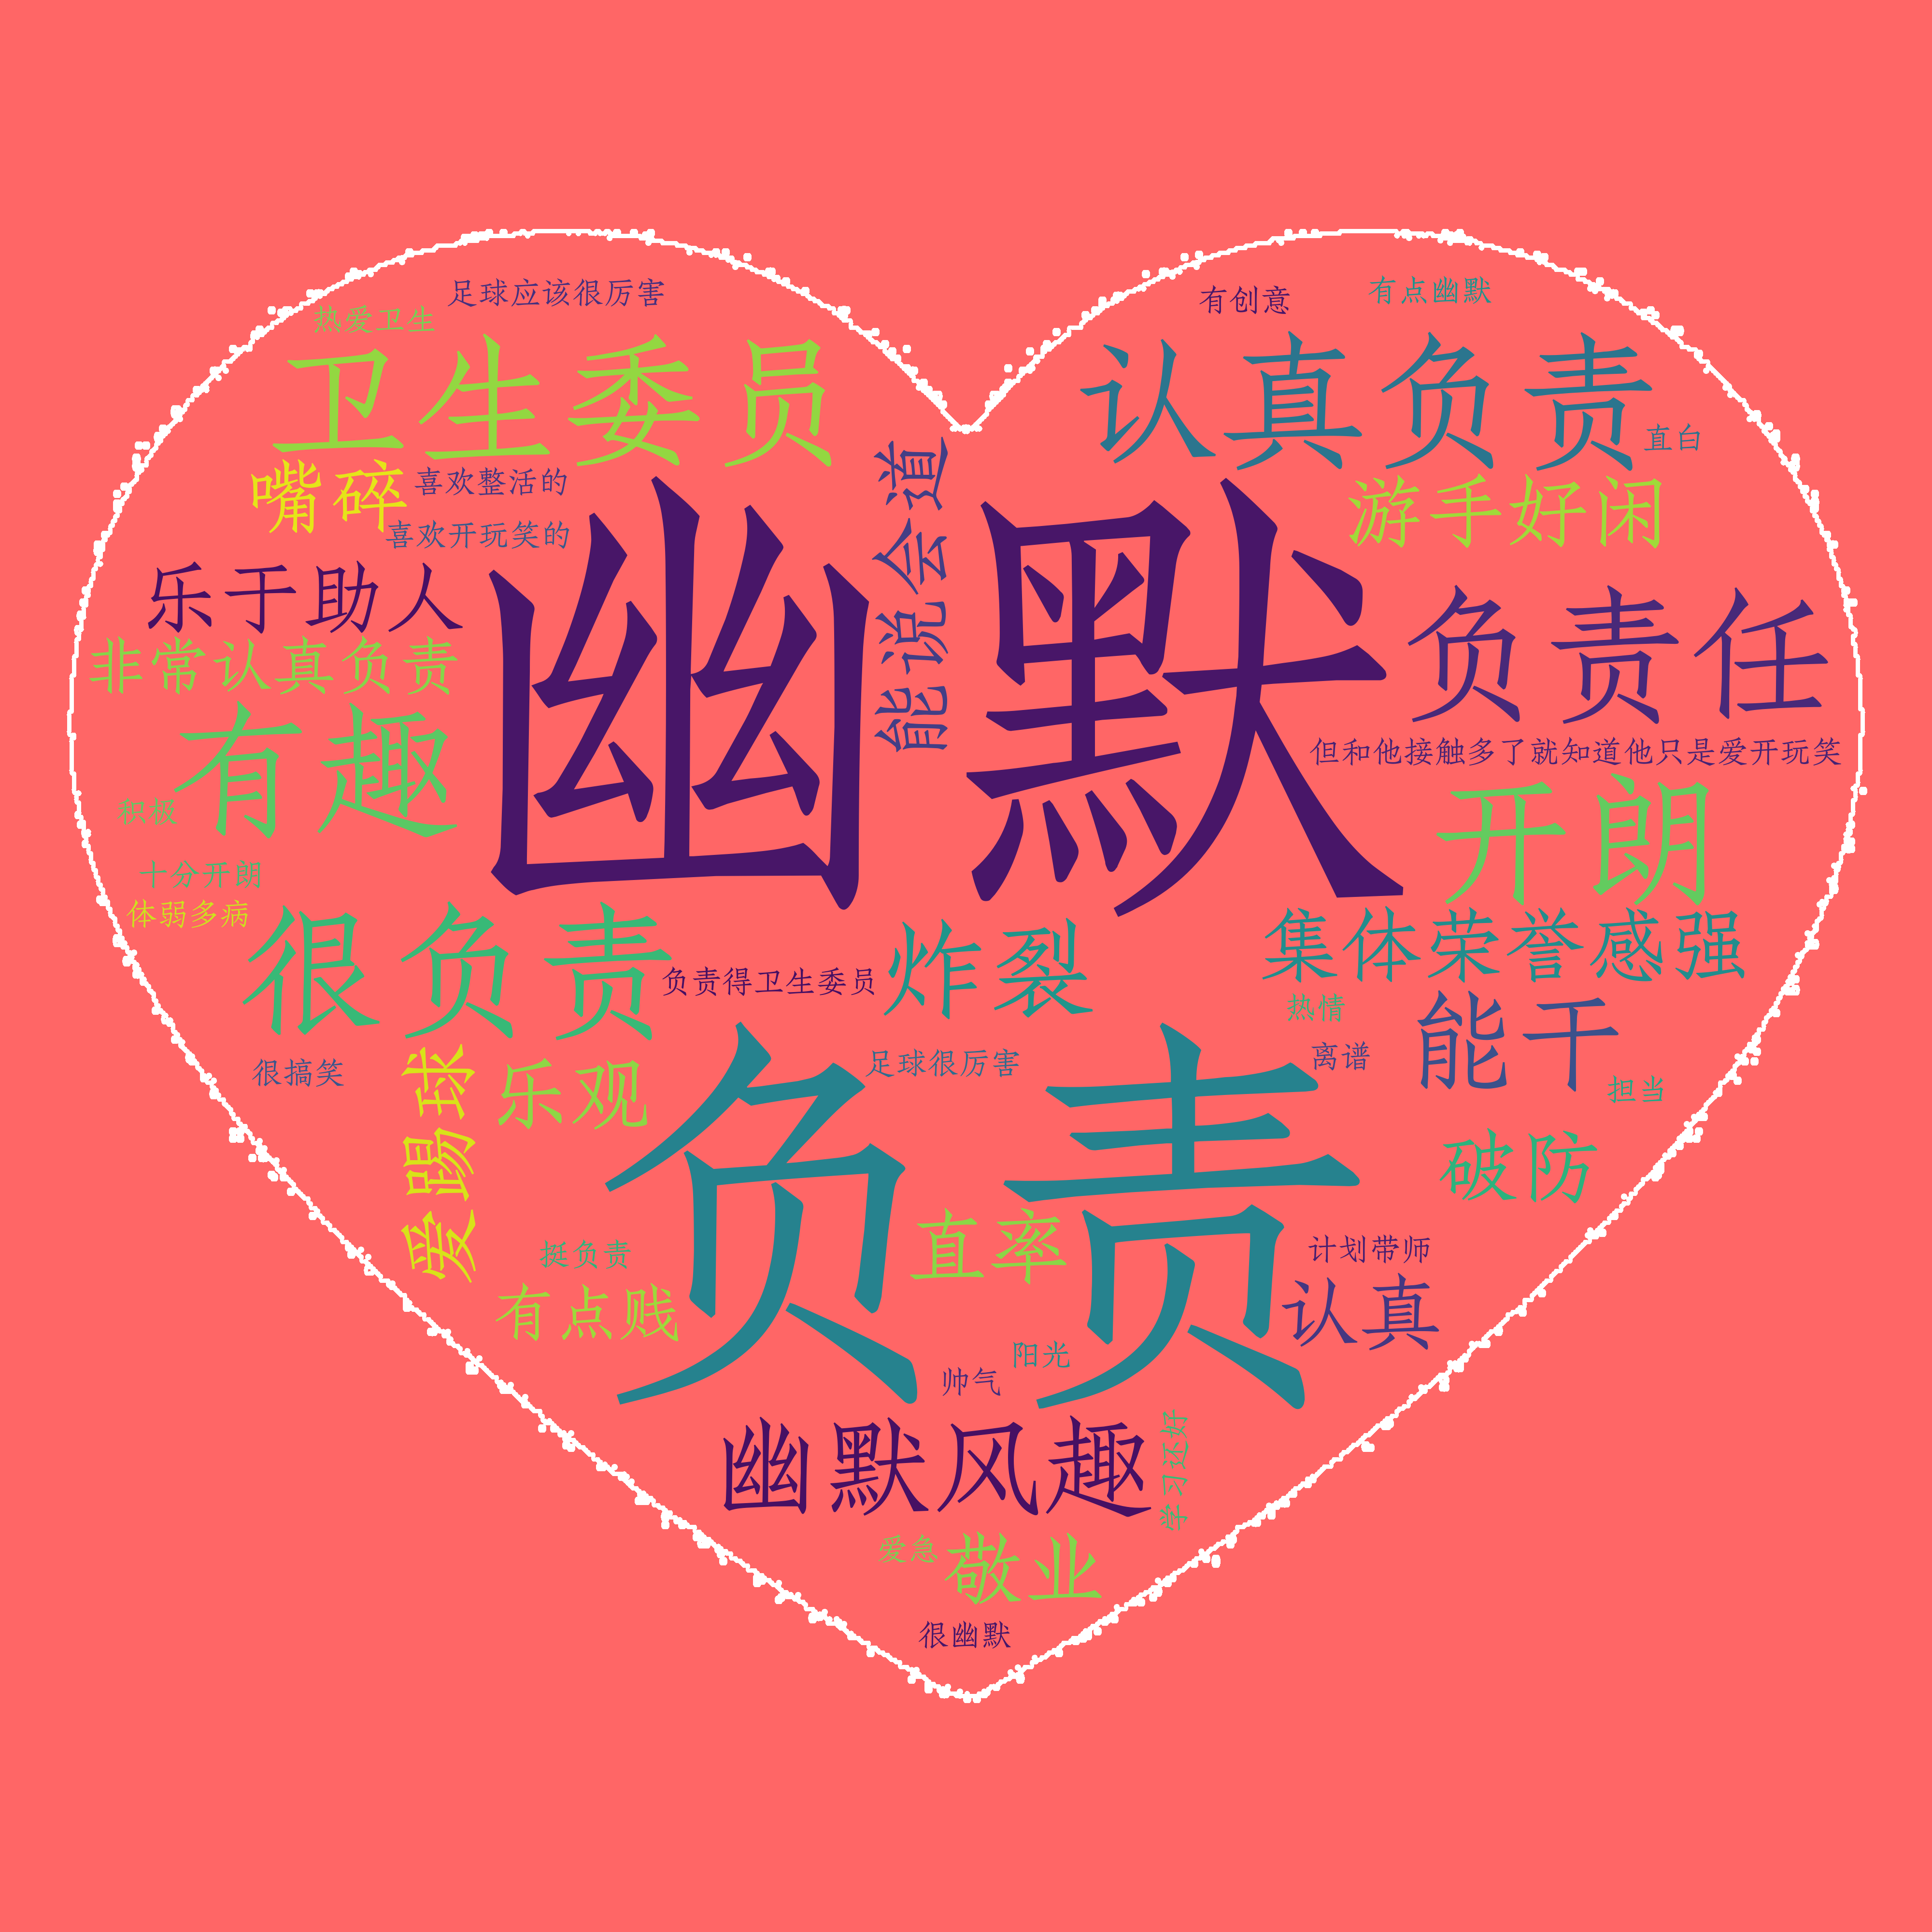 足球应该很厉害
有创意
有点幽默
热爱卫生
卫生委员
认真负责
直白
嘴碎
喜欢整活的
能说会道
游手好闲
喜欢开玩笑的
幽默
乐于助人
负责任
非常认真负责
有趣
但和他接触多了就知道他只是爱开玩笑
积极
开朗
十分开朗
体弱多病
很负责
负责得卫生委员
炸裂
集体荣誉感强
热情
能干
很搞笑
爱踢球
乐观
足球很厉害
离谱
担当
负责
破防
直率
挺负责
计划带师
有点贱
认真
阳光
帅气
幽默风趣
学习还好
爱急
敬业
很幽默